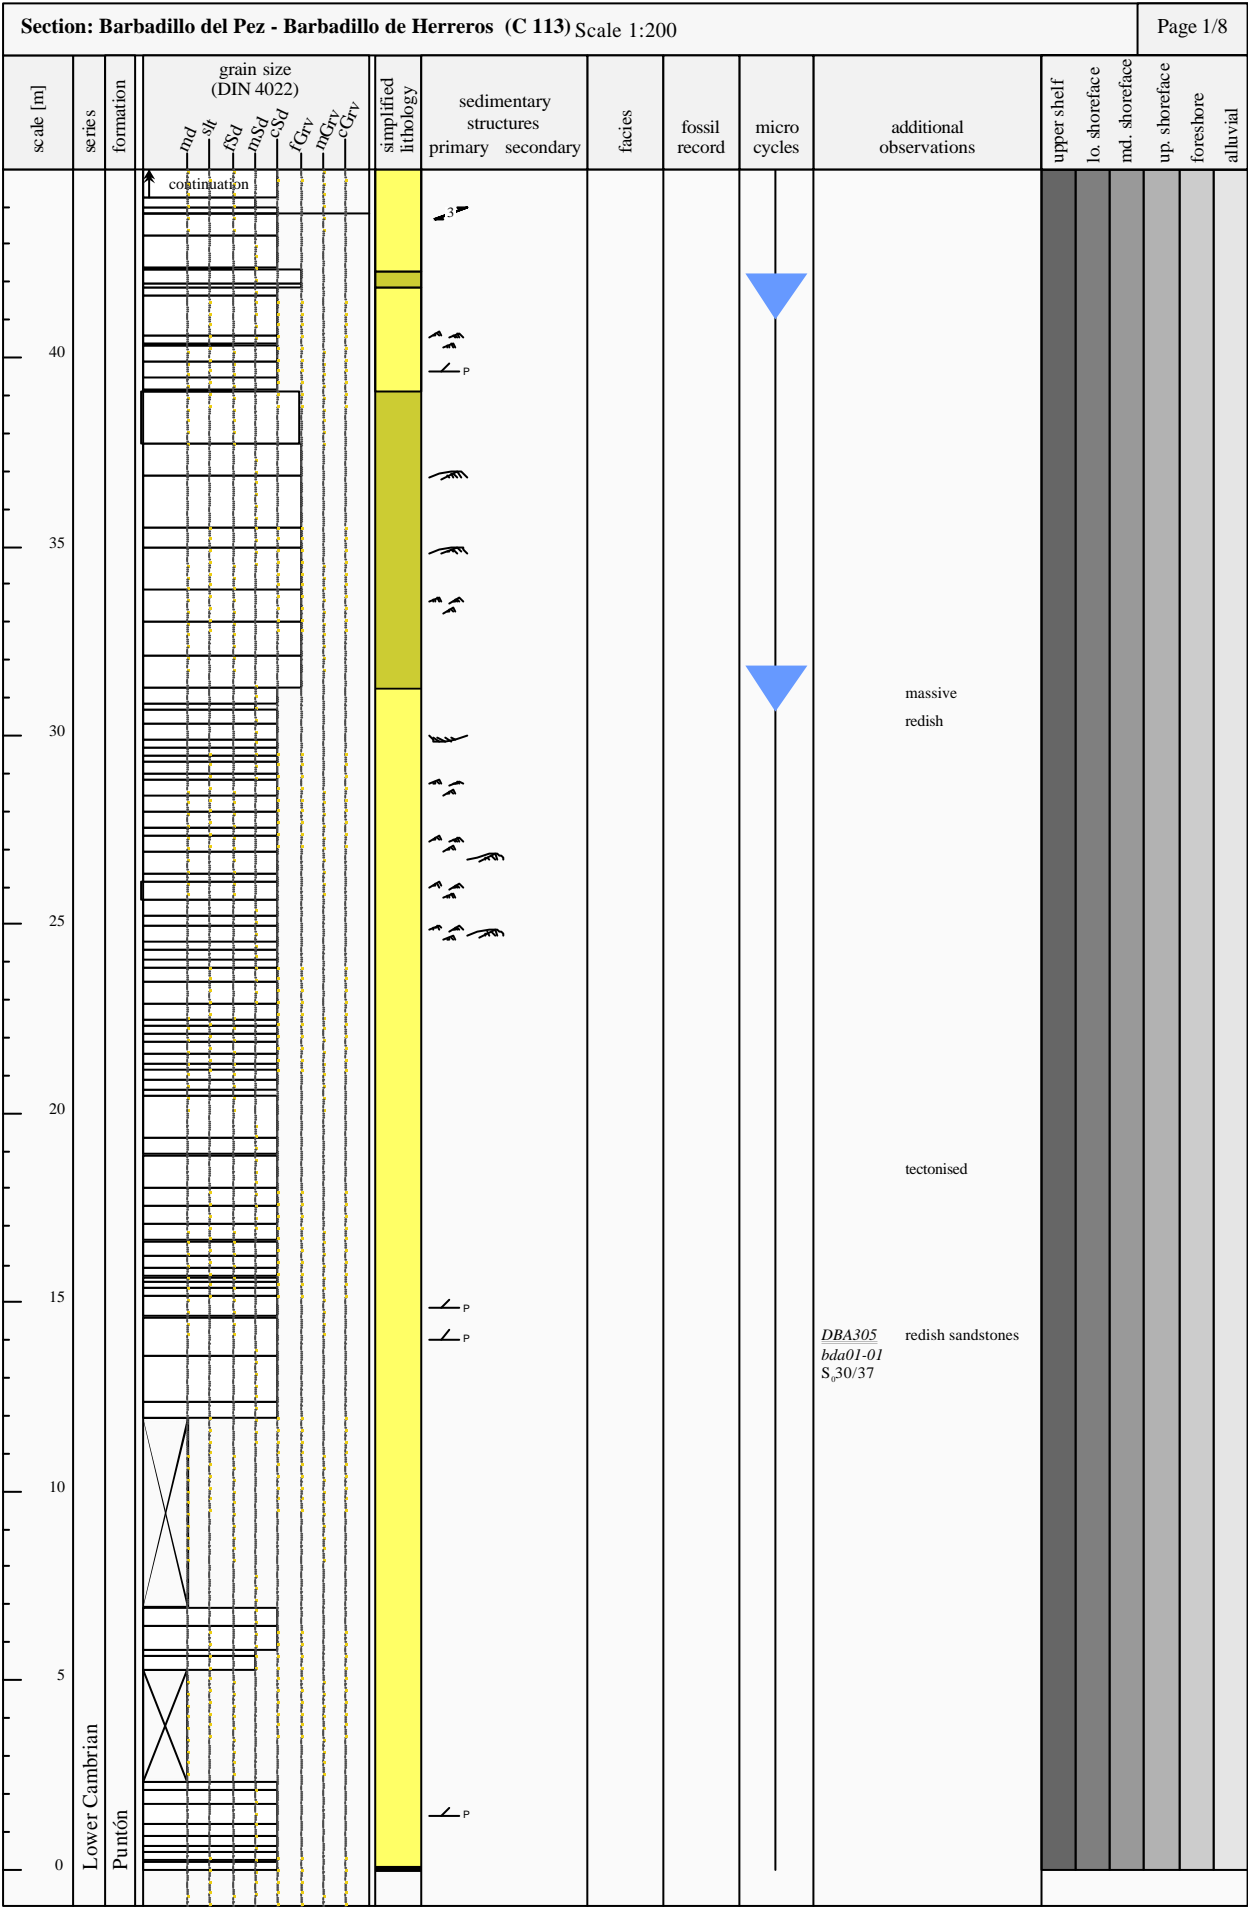 Section: Barbadillo del Pez - Barbadillo de Herreros (C 113) Scale 1:200
Page 1/8
scale [m]
series
formation
grain size
(DIN 4022)
md
slt
fSd
mSd
cSd
fGrv
mGrv
cGrv
simplified
lithology
sedimentary
structures
primary secondary
facies
fossil
record
micro
cycles
additional
observations
upper shelf
lo. shoreface
md. shoreface
up. shoreface
foreshore
alluvial
continuation
3
40
P
35
massive
redish
30
25
20
tectonised
15
P
P
DBA305 redish sandstones
bda01-01
S₀30/37
10
5
Lower Cambrian
Puntón
P
0